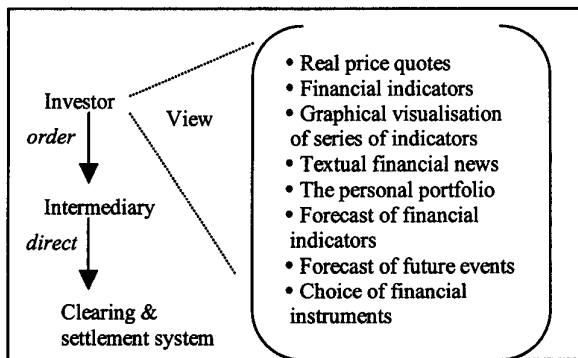 Investor
order
Intermediary
direct
Clearing &
settlement system
View
• Real price quotes
• Financial indicators
• Graphical visualisation
of series of indicators
• Textual financial news
• The personal portfolio
• Forecast of financial
indicators
• Forecast of future events
• Choice of financial
instruments